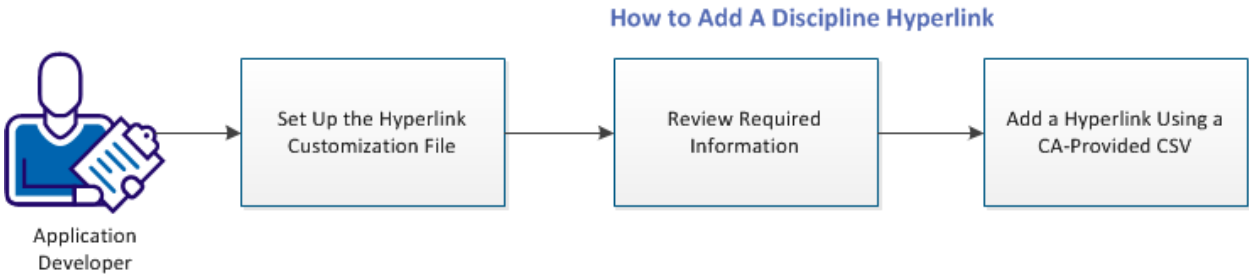 How to Add A Discipline Hyperlink
Set Up the Hyperlink
Customization File
Review Required
Information
Add a Hyperlink Using a
CA-Provided CSV
Application
Developer